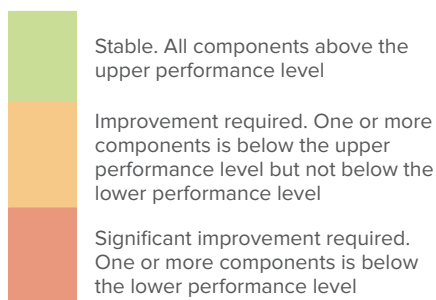 Stable. All components above the
upper performance level
Improvement required. One or more
components is below the upper
performance level but not below the
lower performance level
Significant improvement required.
One or more components is below
the lower performance level